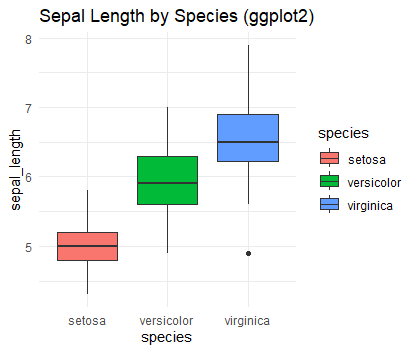 Sepal Length by Species (ggplot2)
sepal_length
8
7
6
5
setosa
versicolor
virginica
species
species
setosa
versicolor
virginica